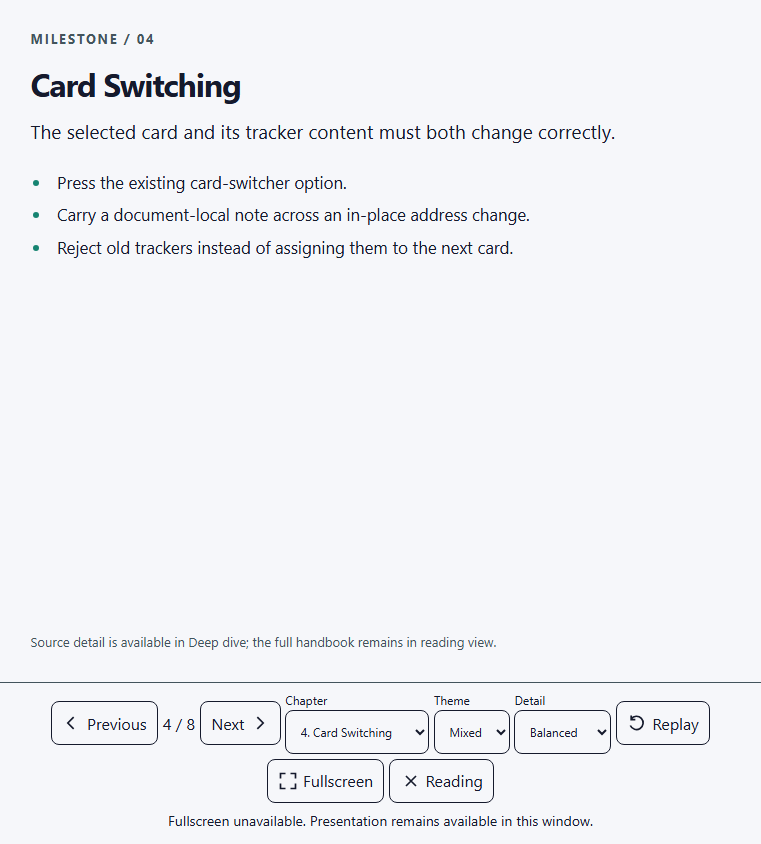 MILESTONE / 04
Card Switching
The selected card and its tracker content must both change correctly.
Press the existing card-switcher option.
Carry a document-local note across an in-place address change.
Reject old trackers instead of assigning them to the next card.
Source detail is available in Deep dive; the full handbook remains in reading view.
Chapter Theme Detail
Previous 4 / 8 Next 4. Card Switching Mixed Balanced Replay
Fullscreen Reading
Fullscreen unavailable. Presentation remains available in this window.